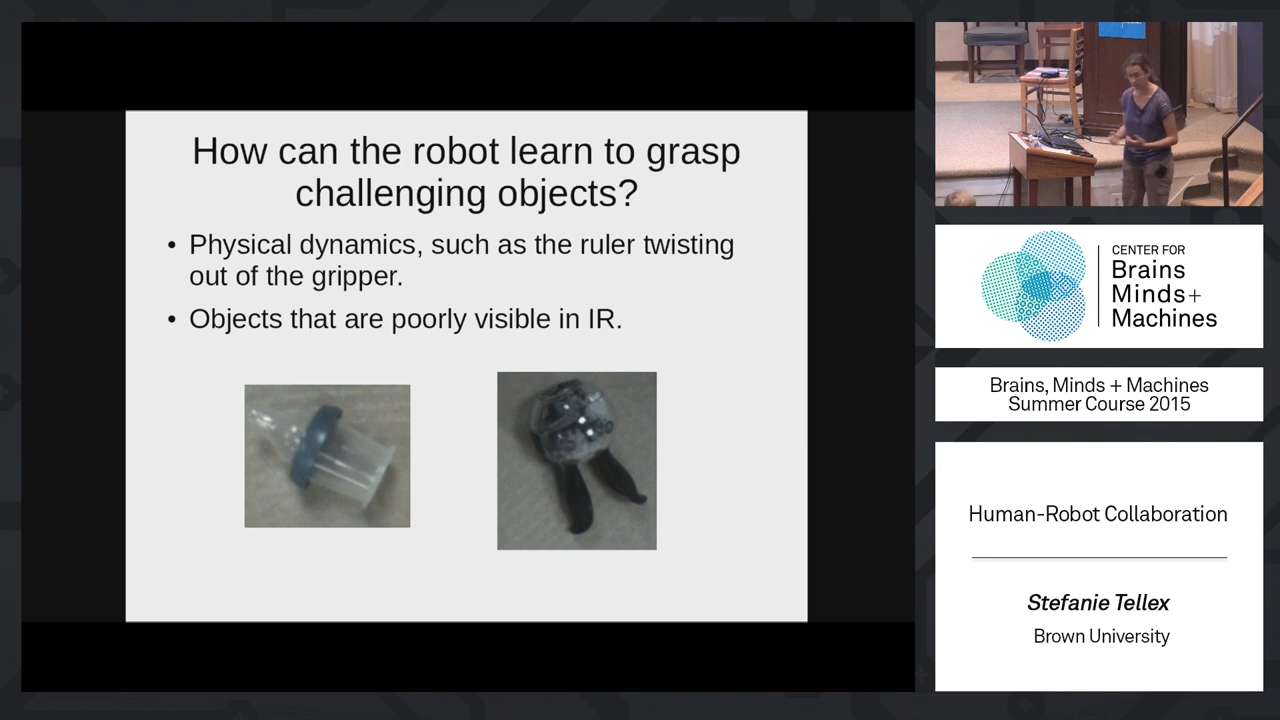 How can the robot learn to grasp
challenging objects?
• Physical dynamics, such as the ruler twisting
out of the gripper.
• Objects that are poorly visible in IR.
CENTER FOR
Brains
Minds+
Machines
Brains, Minds + Machines
Summer Course 2015
Human-Robot Collaboration
Stefanie Tellex
Brown University